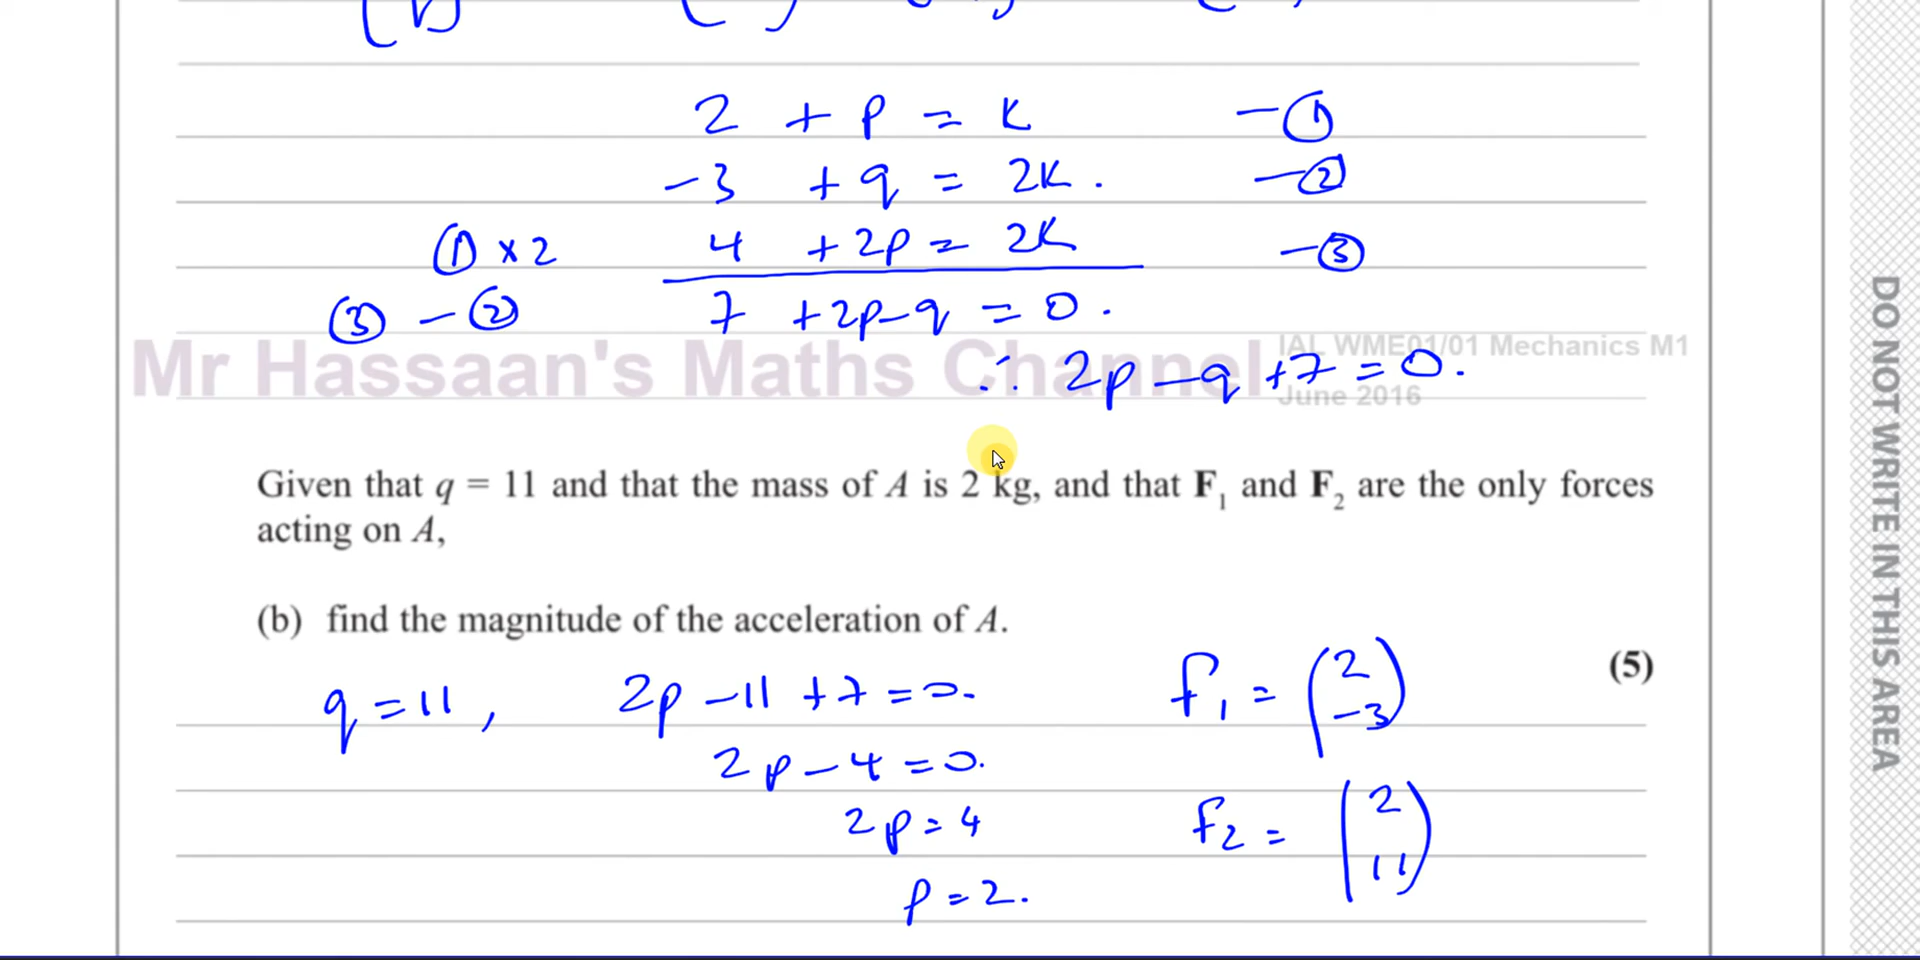 2 + p = k -①
-3 + q = 2k. -②
① × 2 4 + 2p = 2k -③
③ - ② 7 + 2p - q = 0.
Mr Hassaan's Maths Channel
IAL WME01/01 Mechanics M1
June 2016
∴ 2p - q + 7 = 0.
Given that q = 11 and that the mass of A is 2 kg, and that F₁ and F₂ are the only forces
acting on A,
(b) find the magnitude of the acceleration of A.
(5)
q = 11, 2p - 11 + 7 = 0.
2p - 4 = 0.
2p = 4
p = 2.
F₁ = (2
-3)
F₂ = (2
11)
DO NOT WRITE IN THIS AREA